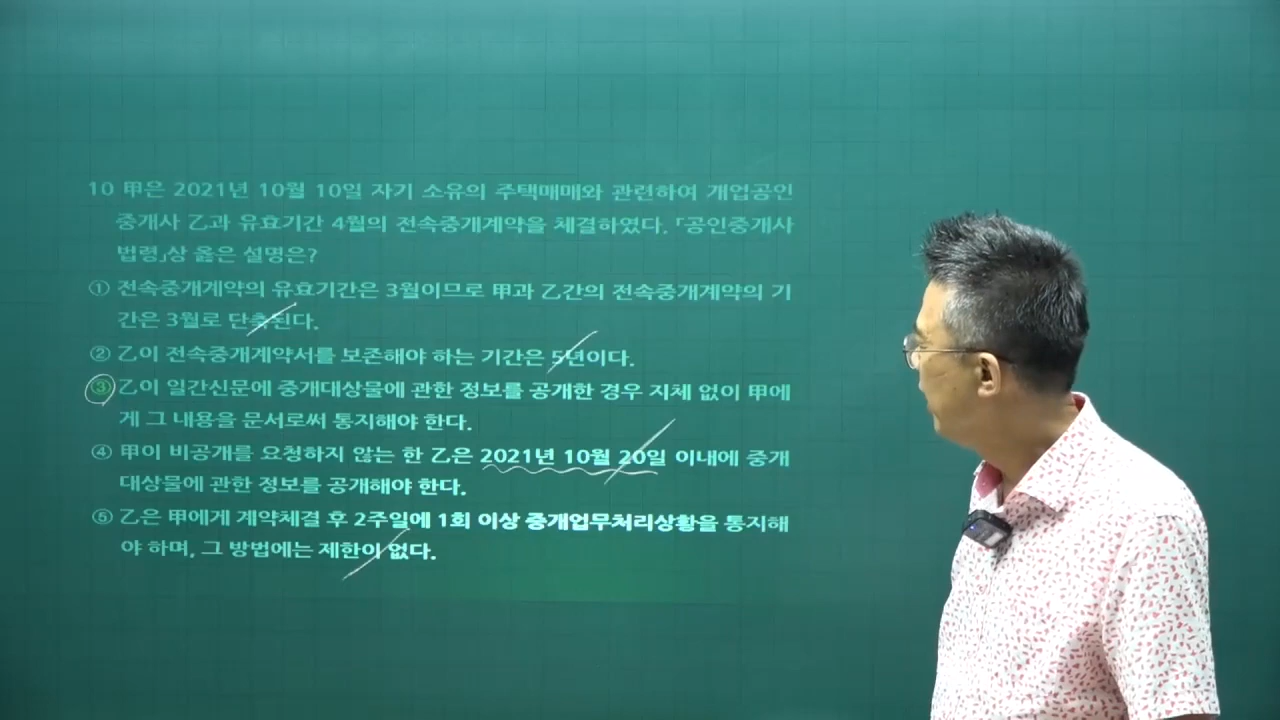 10 甲은 2021년 10월 10일 자기 소유의 주택매매와 관련하여 개업공인
중개사 乙과 유효기간 4월의 전속중개계약을 체결하였다. 「공인중개사
법령」상 옳은 설명은?
① 전속중개계약의 유효기간은 3월이므로 甲과 乙간의 전속중개계약의 기
간은 3월로 단축된다.
② 乙이 전속중개계약서를 보존해야 하는 기간은 5년이다.
③ 乙이 일간신문에 중개대상물에 관한 정보를 공개한 경우 지체 없이 甲에
게 그 내용을 문서로써 통지해야 한다.
④ 甲이 비공개를 요청하지 않는 한 乙은 2021년 10월 20일 이내에 중개
대상물에 관한 정보를 공개해야 한다.
⑤ 乙은 甲에게 계약체결 후 2주일에 1회 이상 중개업무처리상황을 통지해
야 하며, 그 방법에는 제한이 없다.